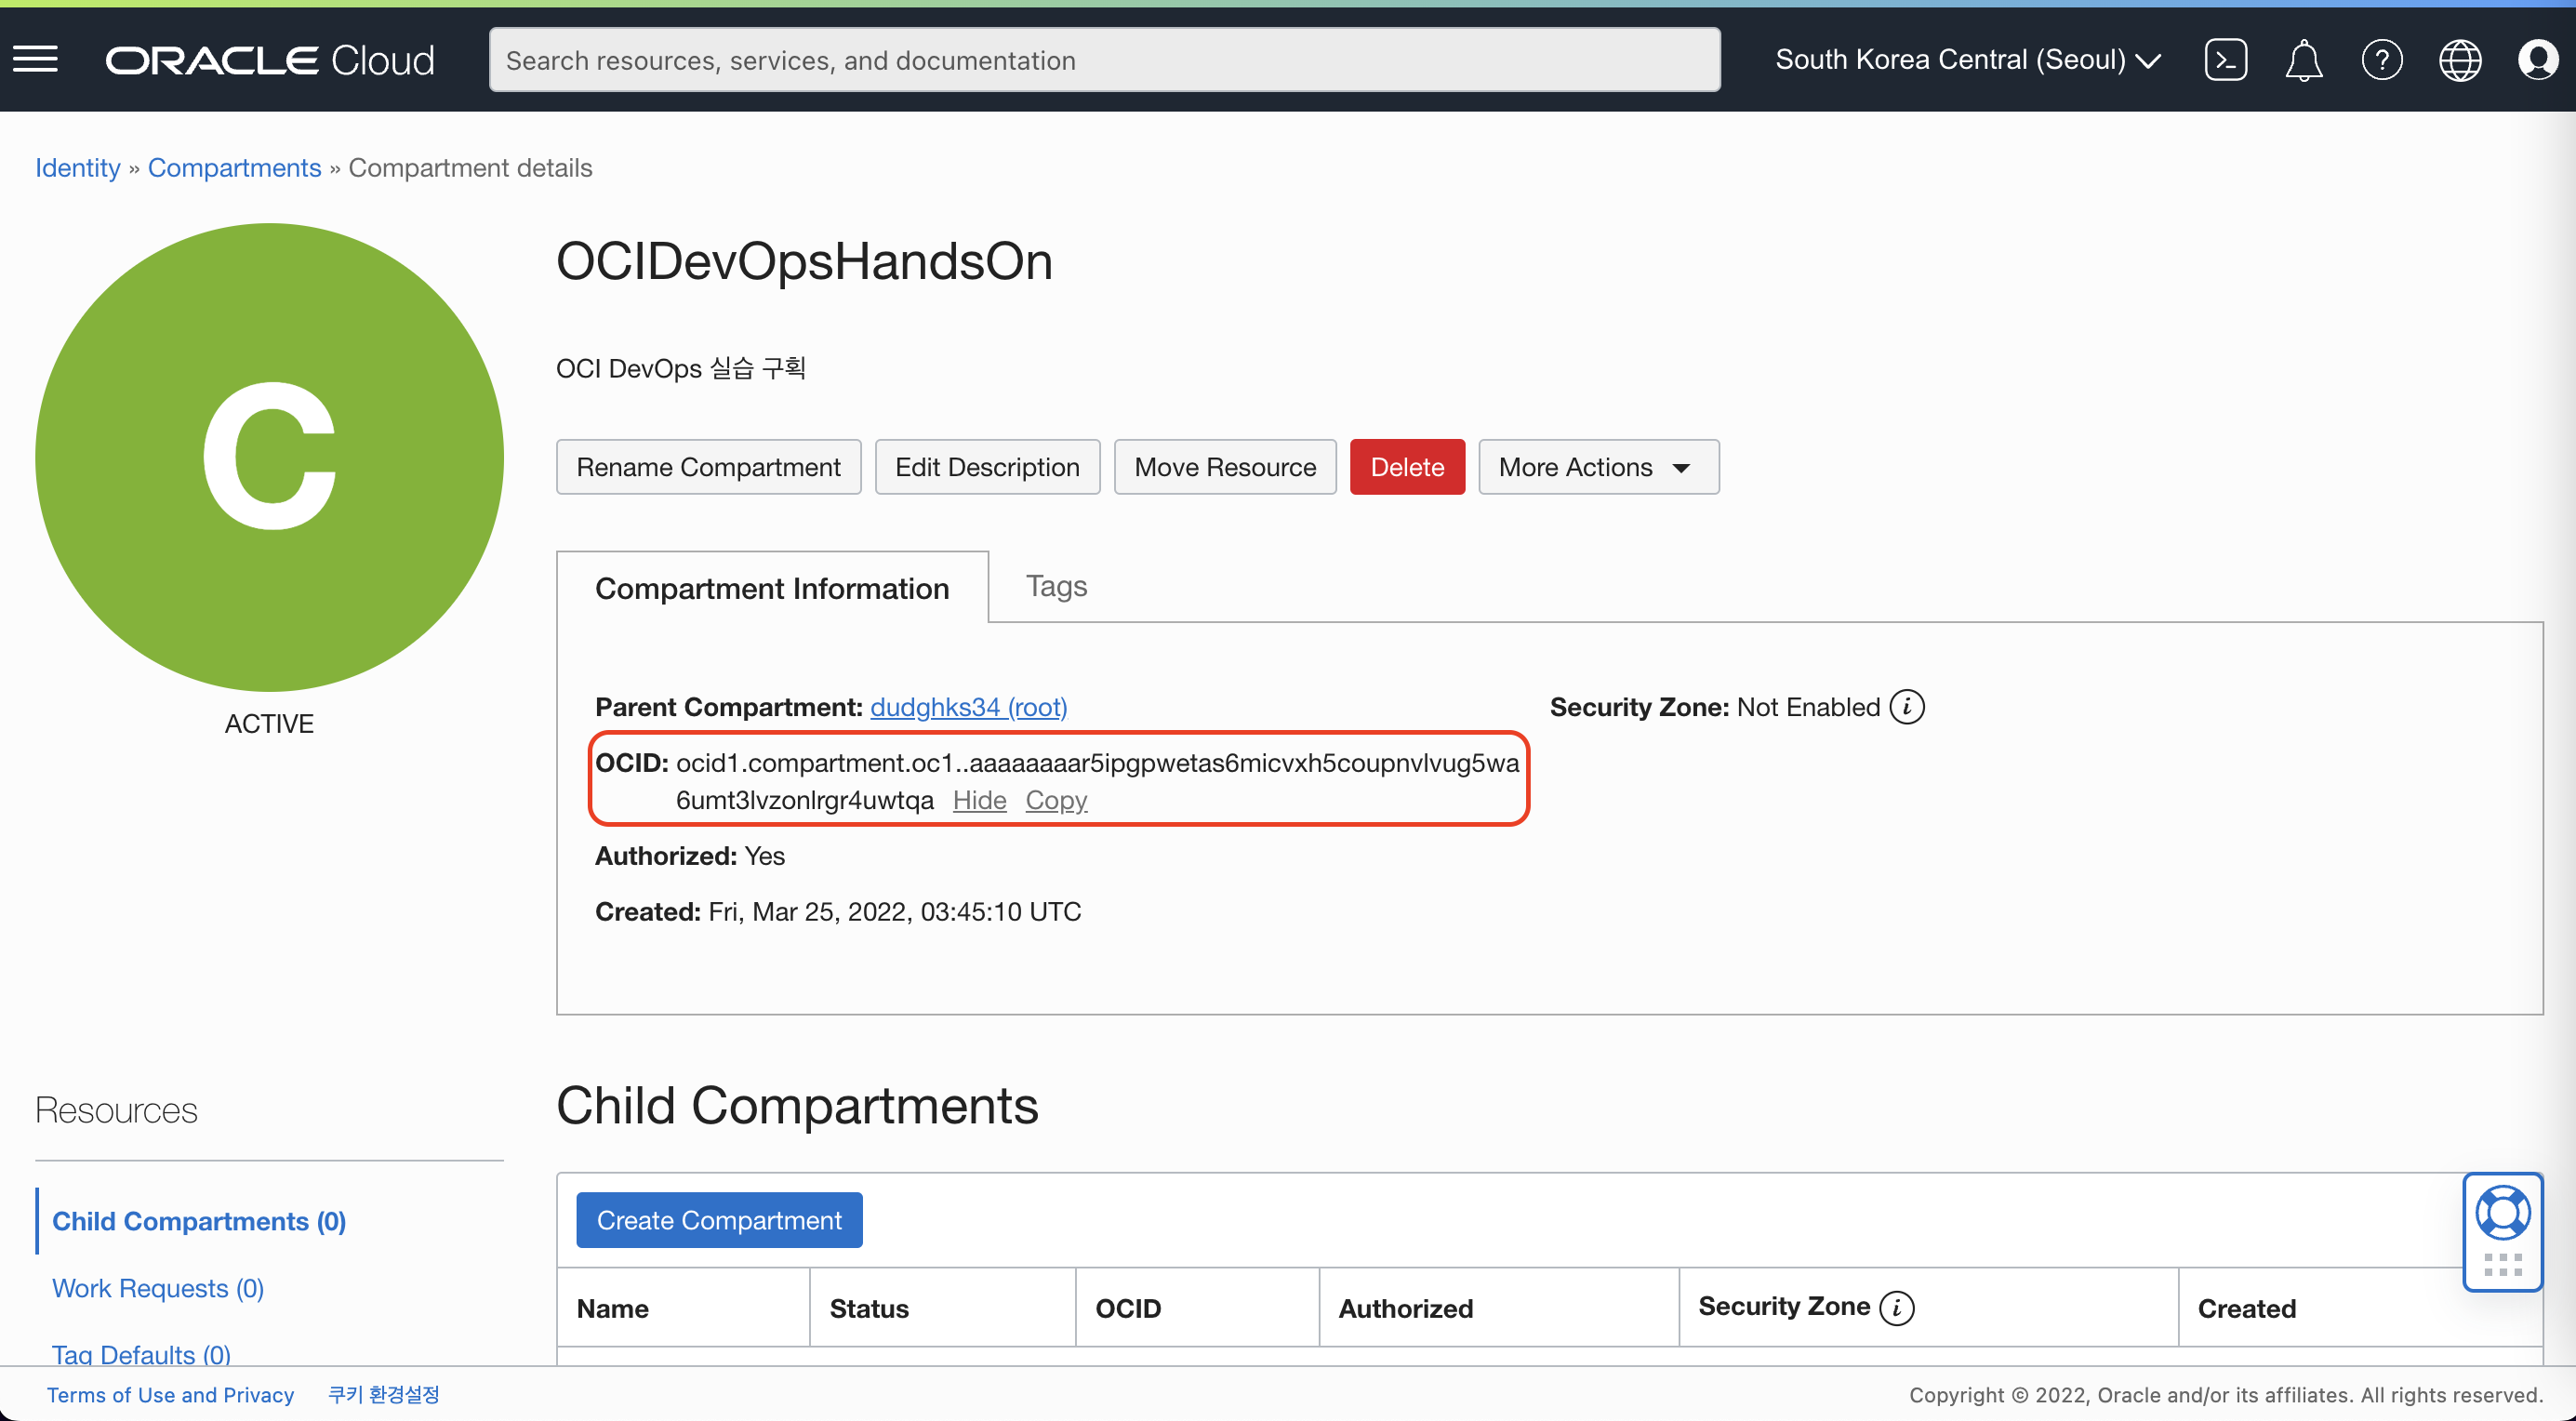 ORACLE Cloud
Search resources, services, and documentation
South Korea Central (Seoul)
Identity » Compartments » Compartment details
C
ACTIVE
OCIDevOpsHandsOn
OCI DevOps 실습 구획
Rename Compartment
Edit Description
Move Resource
Delete
More Actions
Compartment Information
Tags
Parent Compartment: dudghks34 (root)
OCID: ocid1.compartment.oc1..aaaaaaaar5ipgpwetas6micvxh5coupnvlvug5wa
6umt3lvzonlrgr4uwtqa Hide Copy
Authorized: Yes
Created: Fri, Mar 25, 2022, 03:45:10 UTC
Security Zone: Not Enabled
Resources
Child Compartments (0)
Work Requests (0)
Tag Defaults (0)
Child Compartments
Create Compartment
Name
Status
OCID
Authorized
Security Zone
Created
Terms of Use and Privacy
쿠키 환경설정
Copyright © 2022, Oracle and/or its affiliates. All rights reserved.